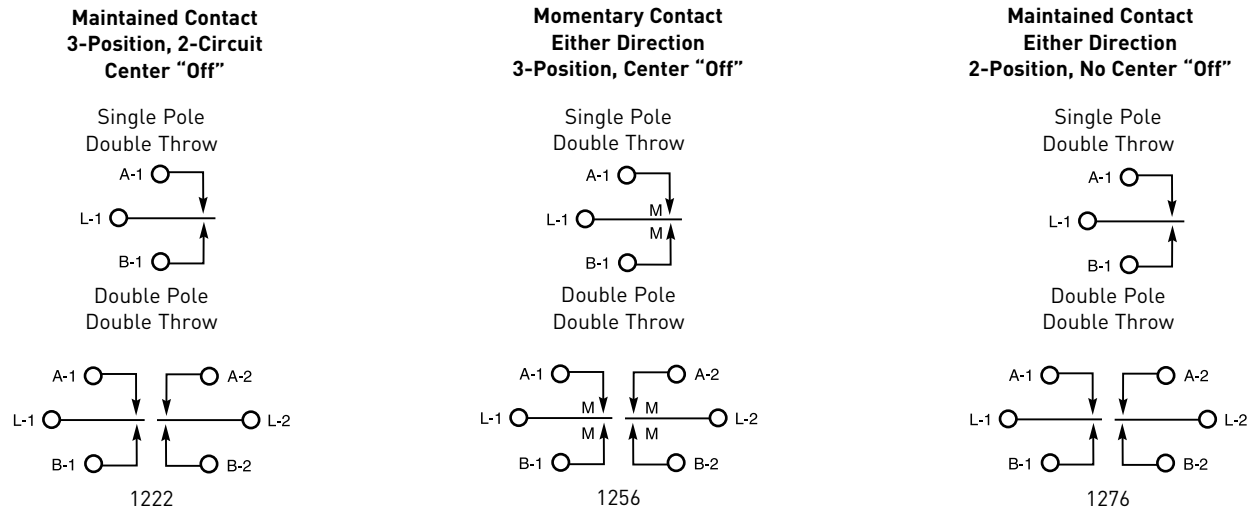 Maintained Contact
3-Position, 2-Circuit
Center “Off”
Single Pole
Double Throw
A-1
L-1
B-1
Double Pole
Double Throw
A-1
A-2
L-1
L-2
B-1
B-2
1222
Momentary Contact
Either Direction
3-Position, Center “Off”
Single Pole
Double Throw
A-1
L-1
M
M
B-1
Double Pole
Double Throw
A-1
A-2
M
M
L-1
L-2
M
M
B-1
B-2
1256
Maintained Contact
Either Direction
2-Position, No Center “Off”
Single Pole
Double Throw
A-1
L-1
B-1
Double Pole
Double Throw
A-1
A-2
L-1
L-2
B-1
B-2
1276